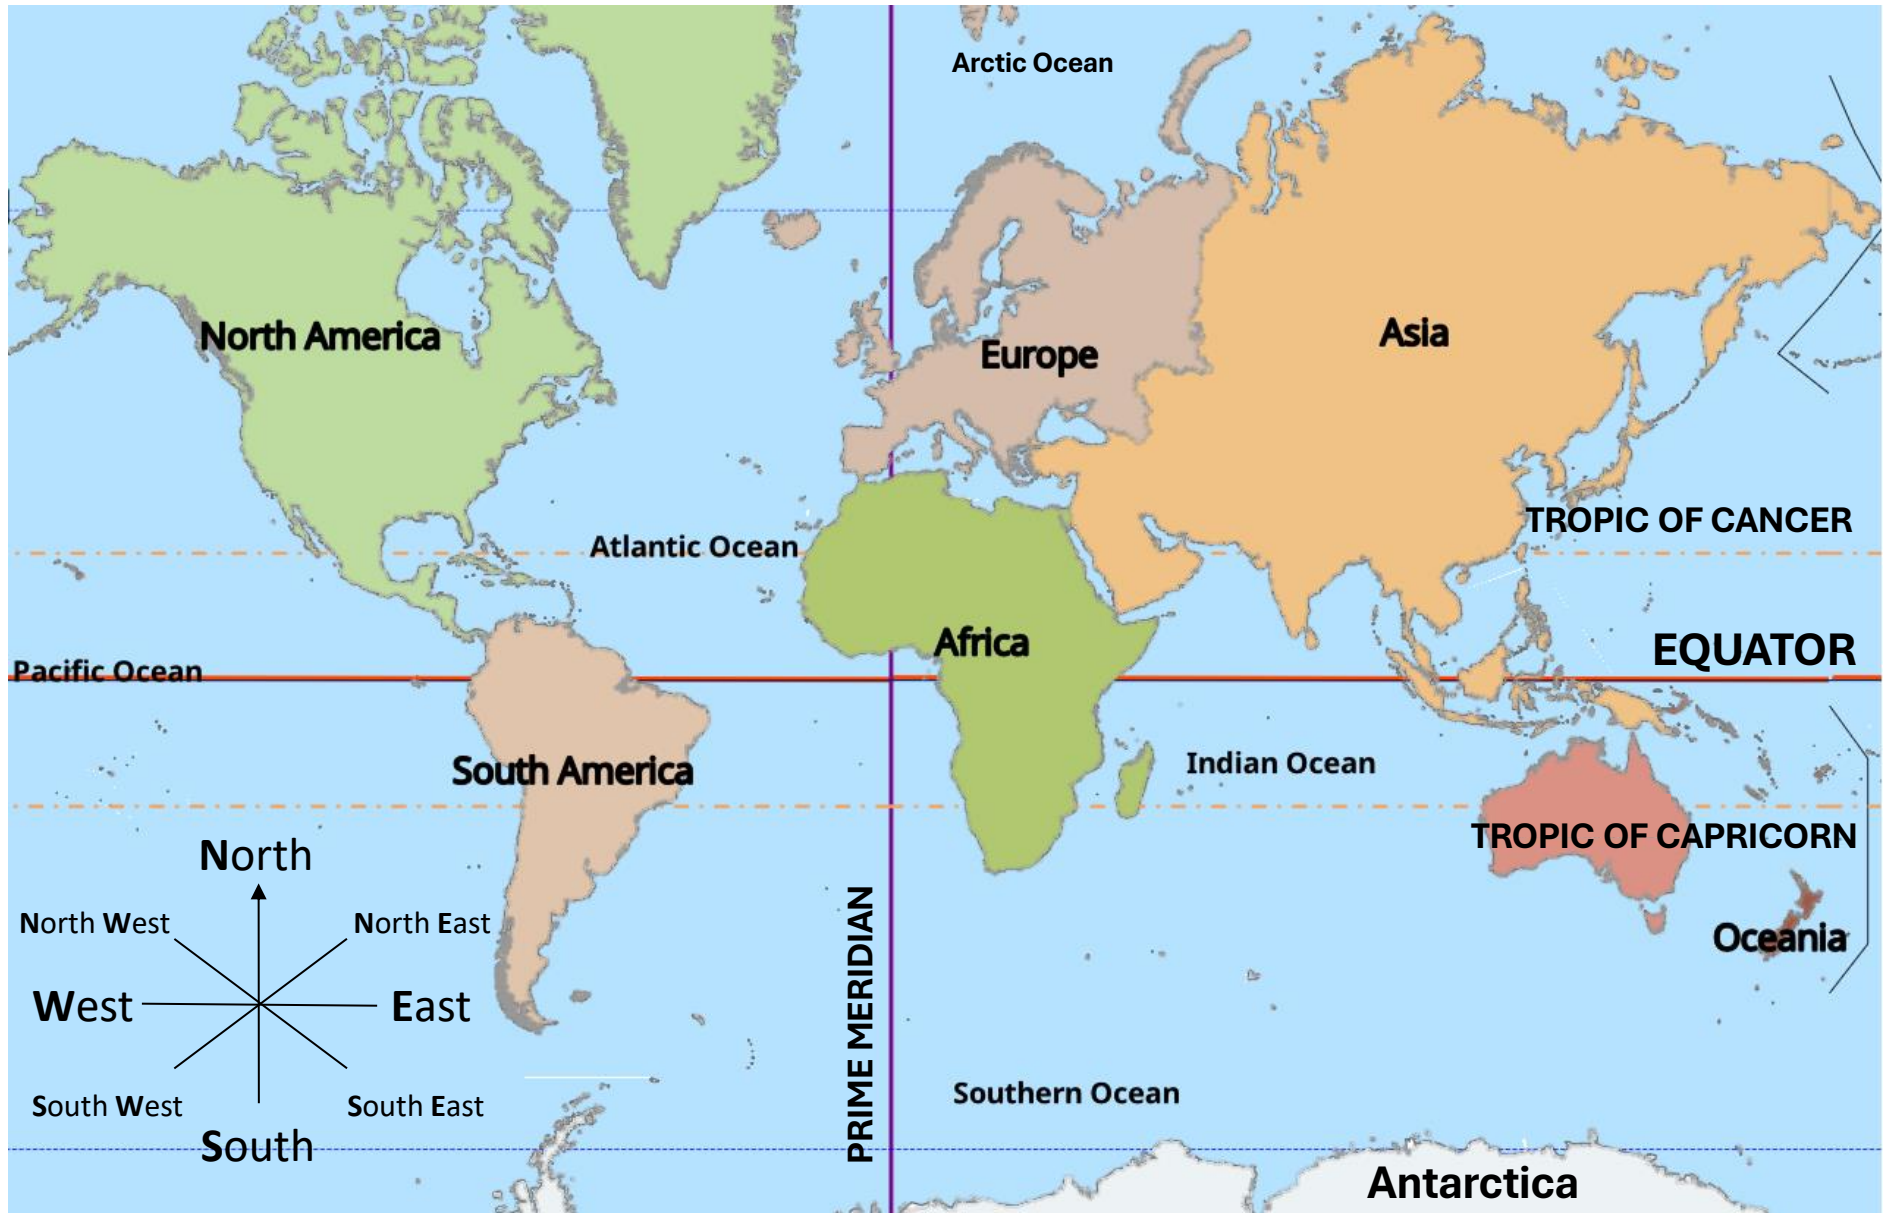 Arctic Ocean
North America
Europe
Asia
TROPIC OF CANCER
Atlantic Ocean
Africa
EQUATOR
Pacific Ocean
South America
Indian Ocean
TROPIC OF CAPRICORN
Oceania
PRIME MERIDIAN
North
North West
North East
West
East
South West
South East
South
Southern Ocean
Antarctica